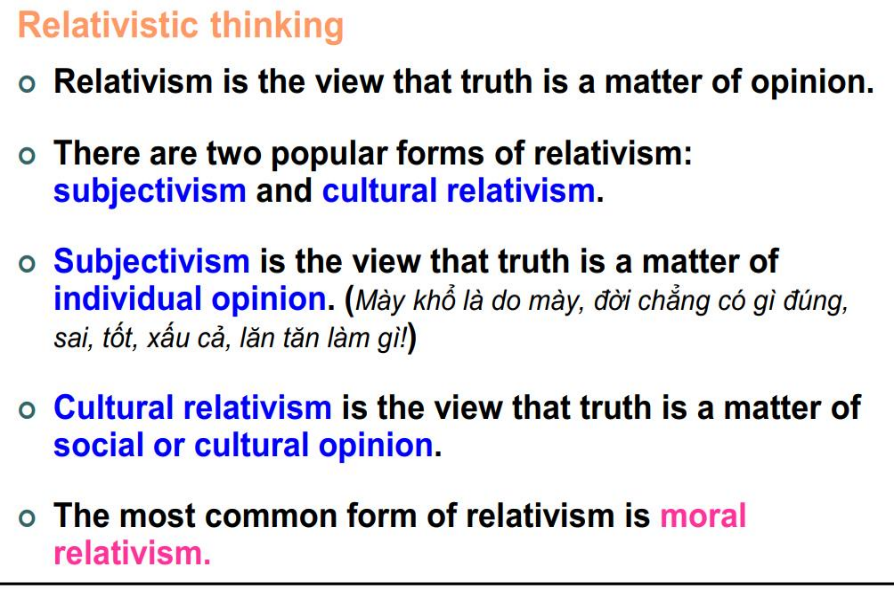 Relativistic thinking
Relativism is the view that truth is a matter of opinion.
There are two popular forms of relativism:
subjectivism and cultural relativism.
Subjectivism is the view that truth is a matter of
individual opinion. (Mày khổ là do mày, đời chẳng có gì đúng,
sai, tốt, xấu cả, lăn tăn làm gì!)
Cultural relativism is the view that truth is a matter of
social or cultural opinion.
The most common form of relativism is moral
relativism.